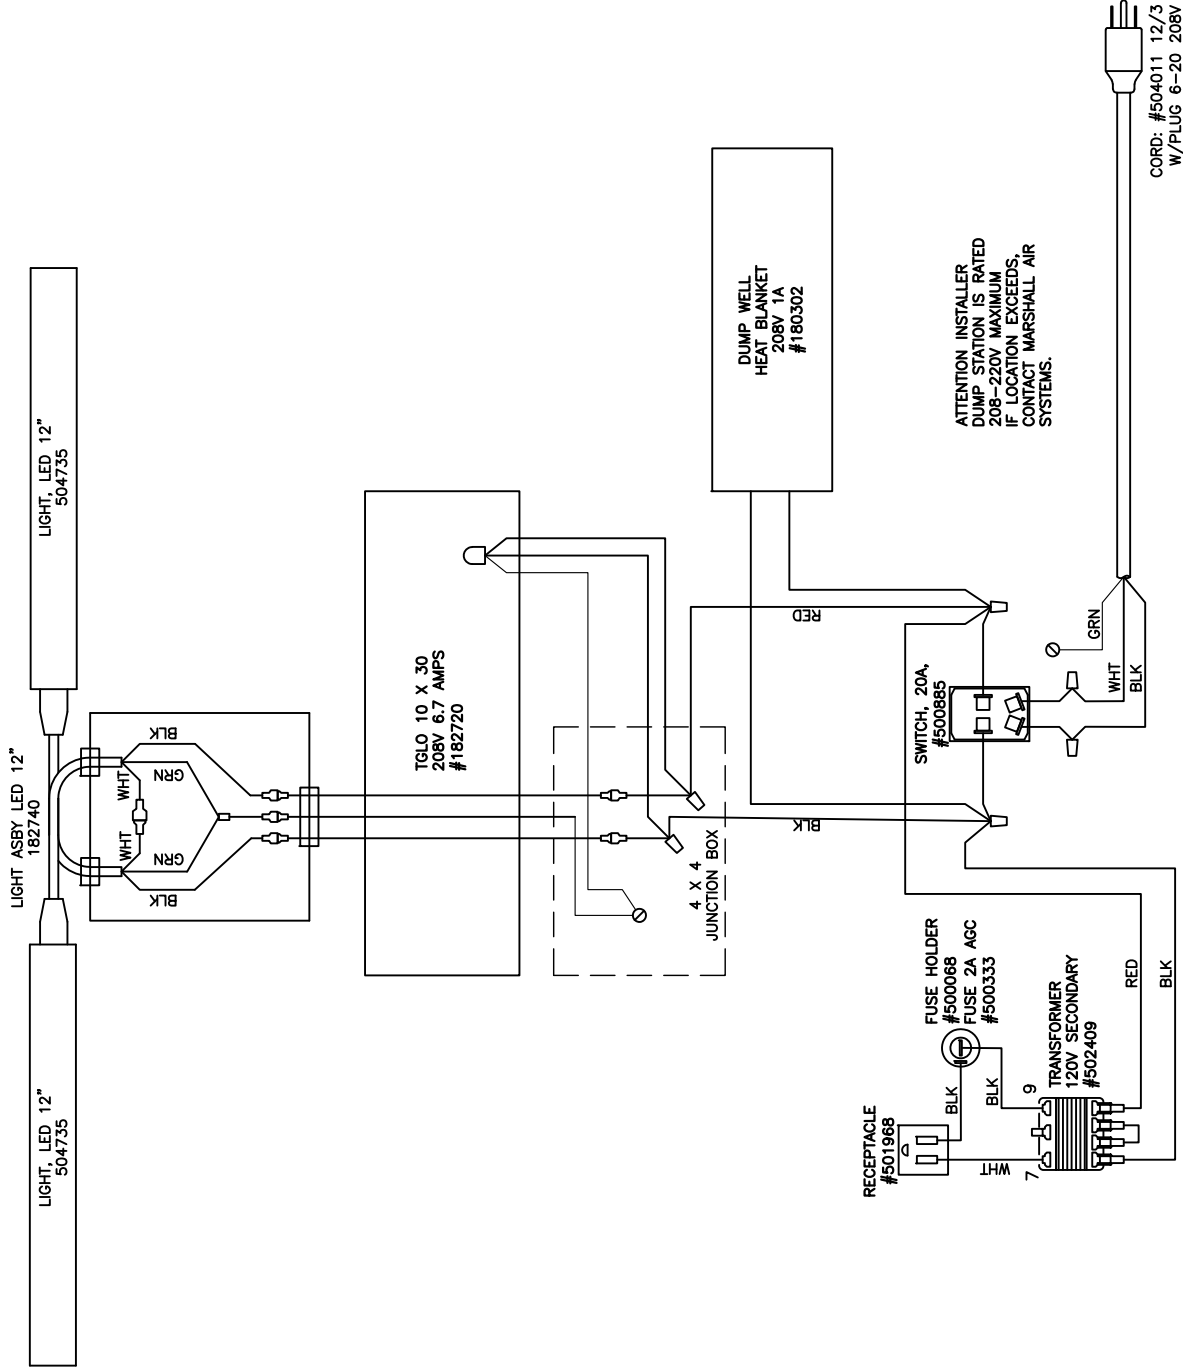 LIGHT, LED 12"
504735
LIGHT ASBY LED 12"
182740
LIGHT, LED 12"
504735
BLK
WHT
GRN
WHT
GRN
BLK
TGLO 10 X 30
208V 6.7 AMPS
#182720
4 X 4
JUNCTION BOX
DUMP WELL
HEAT BLANKET
208V 1A
#180302
RED
BLK
ATTENTION INSTALLER
DUMP STATION IS RATED
208-220V MAXIMUM
IF LOCATION EXCEEDS,
CONTACT MARSHALL AIR
SYSTEMS.
SWITCH, 20A,
#500885
GRN
WHT
BLK
CORD: #504011 12/3
W/PLUG 6-20 208V
FUSE HOLDER
#500068
FUSE 2A AGC
#500333
RECEPTACLE
#501968
BLK
BLK
WHT
9
7
TRANSFORMER
120V SECONDARY
#502409
RED
BLK